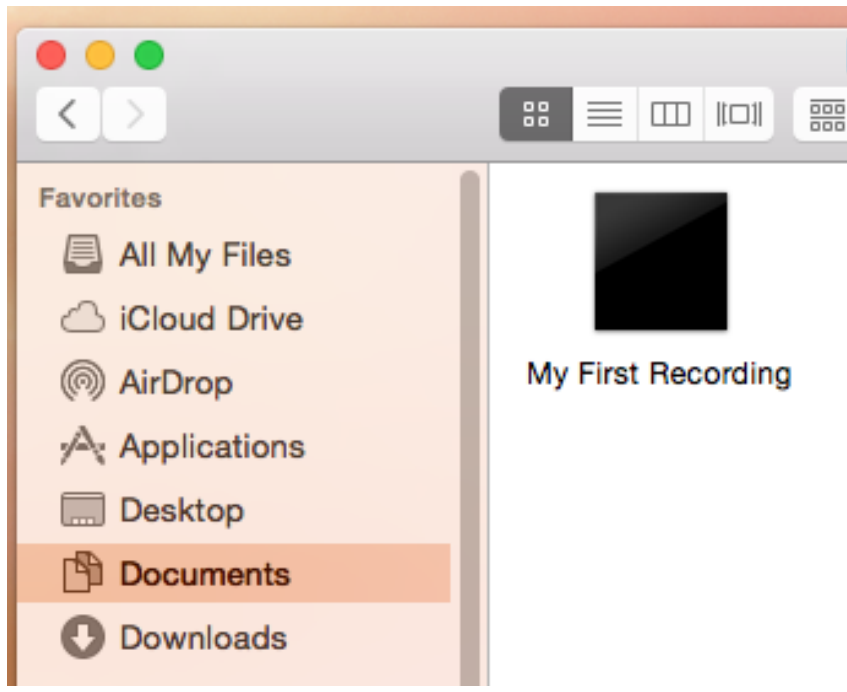 Favorites
All My Files
iCloud Drive
AirDrop
Applications
Desktop
Documents
Downloads
My First Recording